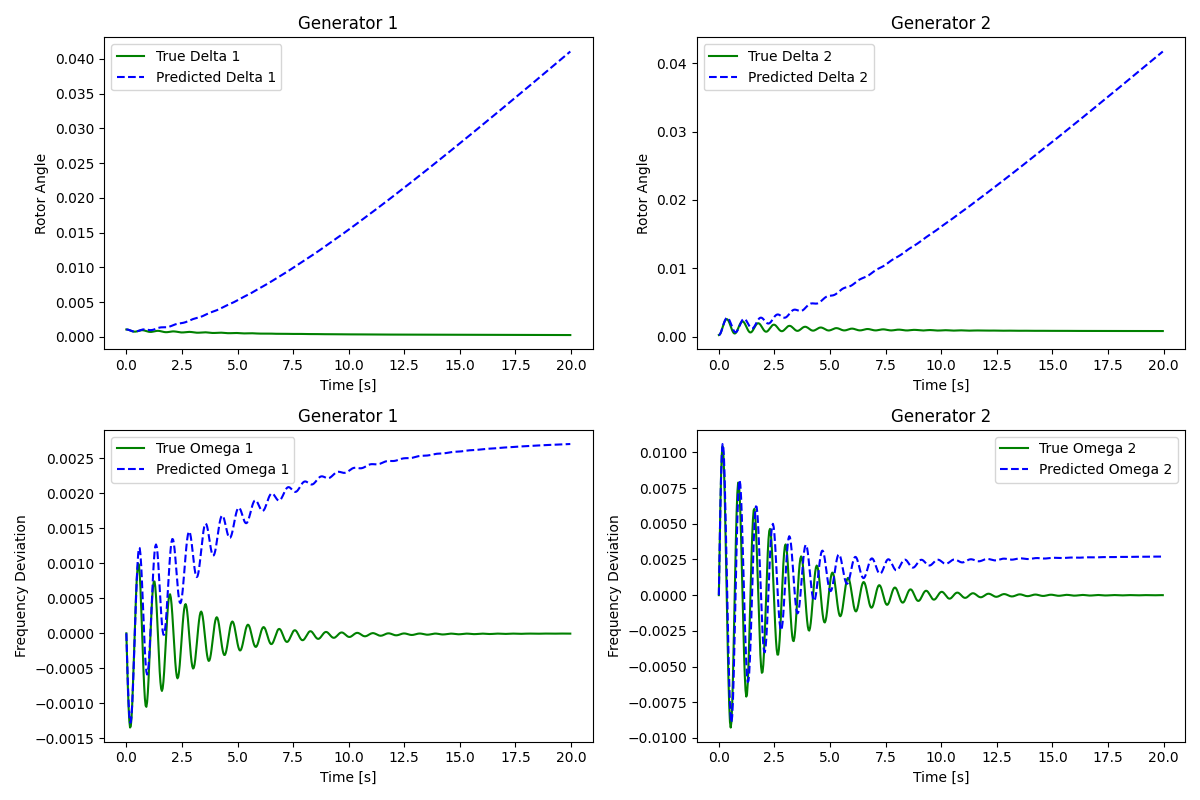 Generator 1
True Delta 1
Predicted Delta 1
0.040
0.035
0.030
0.025
0.020
0.015
0.010
0.005
0.000
Rotor Angle
0.0 2.5 5.0 7.5 10.0 12.5 15.0 17.5 20.0
Time [s]
Generator 2
True Delta 2
Predicted Delta 2
0.04
0.03
0.02
0.01
0.00
Rotor Angle
0.0 2.5 5.0 7.5 10.0 12.5 15.0 17.5 20.0
Time [s]
Generator 1
True Omega 1
Predicted Omega 1
0.0025
0.0020
0.0015
0.0010
0.0005
0.0000
−0.0005
−0.0010
−0.0015
Frequency Deviation
0.0 2.5 5.0 7.5 10.0 12.5 15.0 17.5 20.0
Time [s]
Generator 2
True Omega 2
Predicted Omega 2
0.0100
0.0075
0.0050
0.0025
0.0000
−0.0025
−0.0050
−0.0075
−0.0100
Frequency Deviation
0.0 2.5 5.0 7.5 10.0 12.5 15.0 17.5 20.0
Time [s]